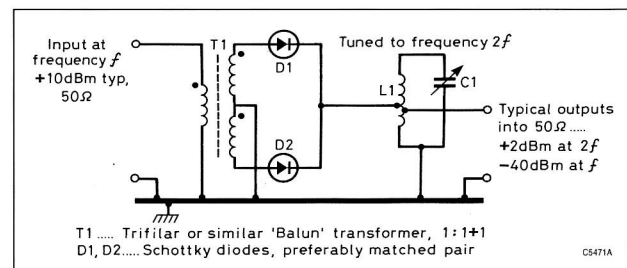 Input at
frequency f
+10dBm typ,
50Ω
T1
D1
D2
Tuned to frequency 2f
L1
C1
Typical outputs
into 50Ω.....
+2dBm at 2f
-40dBm at f
T1 ..... Trifilar or similar 'Balun' transformer, 1:1+1
D1, D2..... Schottky diodes, preferably matched pair
C5471A